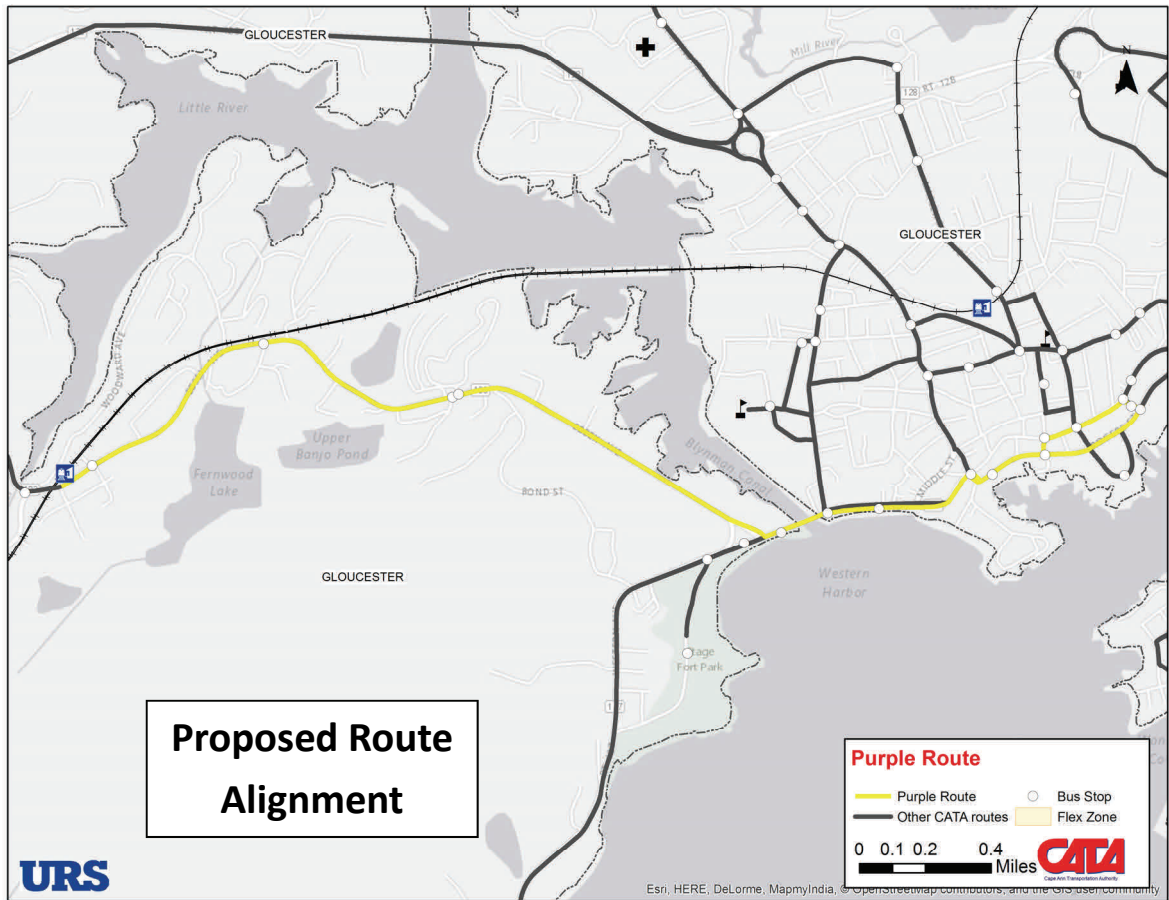 GLOUCESTER
Mill River
N
Little River
128
RT 128
GLOUCESTER
WOODWARD AVE
Upper
Banjo Pond
Fernwood
Lake
Blynman Canal
MIDDLE ST
BOND ST
Western
Harbor
GLOUCESTER
Stage
Fort Park
127
Proposed Route
Alignment
Purple Route
Purple Route
Bus Stop
Other CATA routes
Flex Zone
0 0.1 0.2 0.4
Miles
CATA
Cape Ann Transportation Authority
URS
Esri, HERE, DeLorme, MapmyIndia, © OpenStreetMap contributors, and the GIS user community